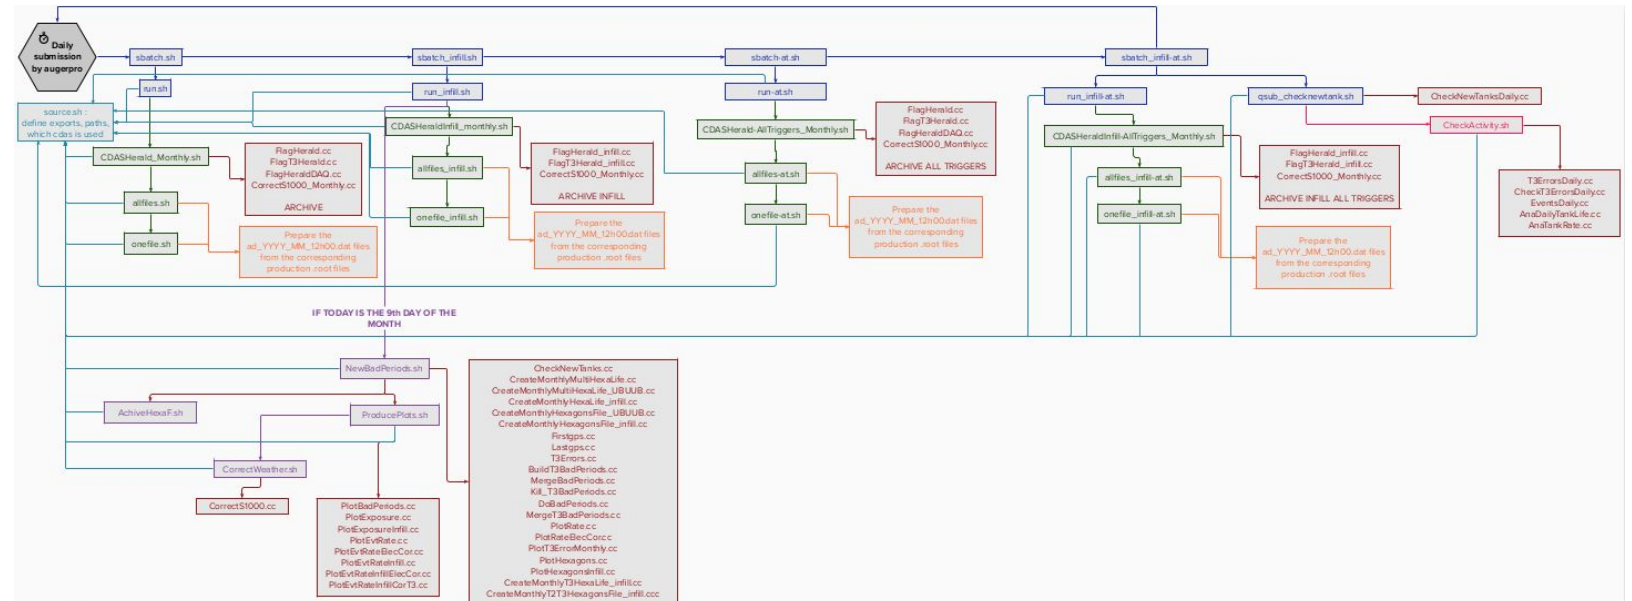 Daily
submission
by augerpro
sbatch.sh
sbatch_infill.sh
sbatch-at.sh
sbatch_infill-at.sh
run.sh
run_infill.sh
run-at.sh
run_infill-at.sh
qsub_checknewtank.sh
CheckNewTanksDaily.cc
source.sh :
define exports, paths,
which cdas is used
CheckActivity.sh
CDASHerald_Monthly.sh
FlagHerald.cc
FlagT3Herald.cc
FlagHeraldDAQ.cc
CorrectS1000_Monthly.cc
ARCHIVE
allfiles.sh
onefile.sh
Prepare the
ad_YYYY_MM_12h00.dat files
from the corresponding
production .root files
CDASHeraldInfill_monthly.sh
FlagHerald_infill.cc
FlagT3Herald_infill.cc
CorrectS1000_Monthly.cc
ARCHIVE INFILL
allfiles_infill.sh
onefile_infill.sh
Prepare the
ad_YYYY_MM_12h00.dat files
from the corresponding
production .root files
CDASHerald-AllTriggers_Monthly.sh
FlagHerald.cc
FlagT3Herald.cc
FlagHeraldDAQ.cc
CorrectS1000_Monthly.cc
ARCHIVE ALL TRIGGERS
allfiles-at.sh
onefile-at.sh
Prepare the
ad_YYYY_MM_12h00.dat files
from the corresponding
production .root files
CDASHeraldInfill-AllTriggers_Monthly.sh
FlagHerald_infill.cc
FlagT3Herald_infill.cc
CorrectS1000_Monthly.cc
ARCHIVE INFILL ALL TRIGGERS
allfiles_infill-at.sh
onefile_infill-at.sh
Prepare the
ad_YYYY_MM_12h00.dat files
from the corresponding
production .root files
T3ErrorsDaily.cc
CheckT3ErrorsDaily.cc
EventsDaily.cc
AnaDailyTankLife.cc
AnaTankRate.cc
IF TODAY IS THE 9th DAY OF THE
MONTH
NewBadPeriods.sh
AchiveHexaF.sh
ProducePlots.sh
CorrectWeather.sh
CorrectS1000.cc
PlotBadPeriods.cc
PlotExposure.cc
PlotExposureInfill.cc
PlotEvtRate.cc
PlotEvtRateElecCor.cc
PlotEvtRateInfill.cc
PlotEvtRateInfillElecCor.cc
PlotEvtRateInfillCorT3.cc
CheckNewTanks.cc
CreateMonthlyMultiHexaLife.cc
CreateMonthlyMultiHexaLife_UBUUB.cc
CreateMonthlyHexaLife_infill.cc
CreateMonthlyHexagonsFile_UBUUB.cc
CreateMonthlyHexagonsFile_infill.cc
Firstgps.cc
Lastgps.cc
T3Errors.cc
BuildT3BadPeriods.cc
MergeBadPeriods.cc
Kill_T3BadPeriods.cc
DoBadPeriods.cc
MergeT3BadPeriods.cc
PlotRate.cc
PlotRateElecCor.cc
PlotT3ErrorMonthly.cc
PlotHexagons.cc
PlotHexagonsInfill.cc
CreateMonthlyT3HexaLife_infill.cc
CreateMonthlyT2T3HexagonsFile_infill.ccc